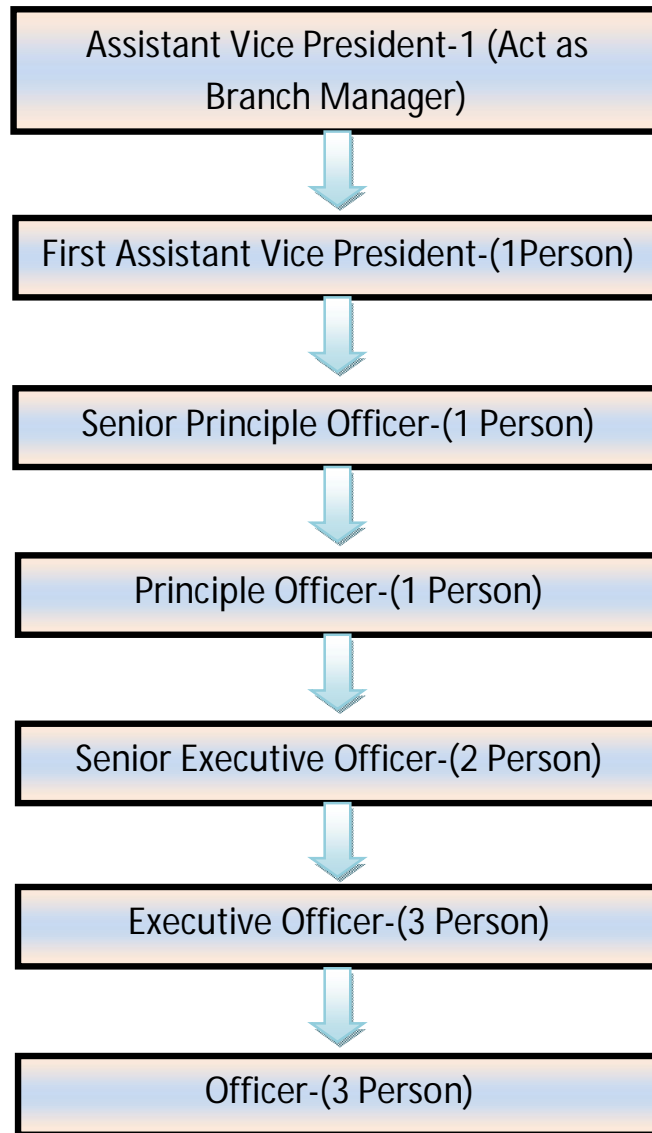 Assistant Vice President-1 (Act as
Branch Manager)
First Assistant Vice President-(1Person)
Senior Principle Officer-(1 Person)
Principle Officer-(1 Person)
Senior Executive Officer-(2 Person)
Executive Officer-(3 Person)
Officer-(3 Person)